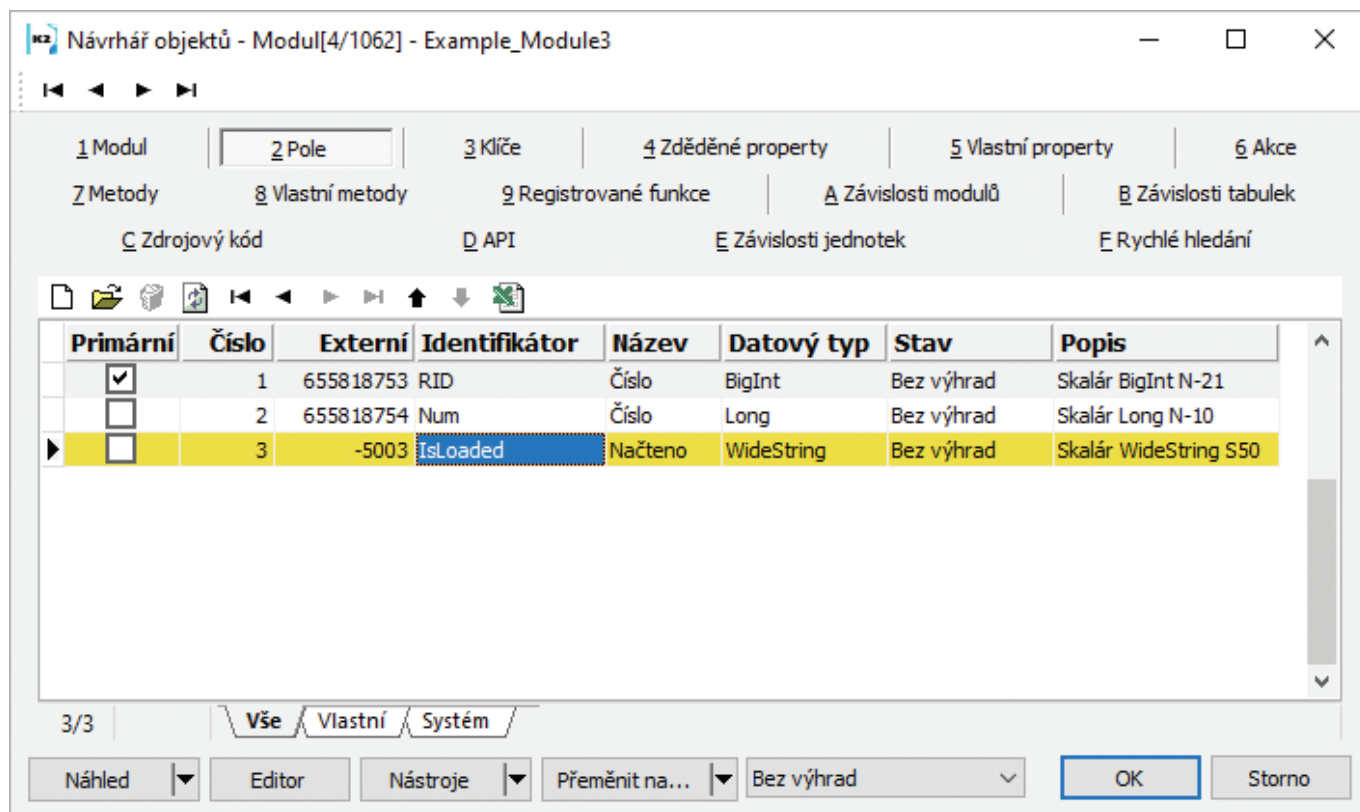 K2 Návrhář objektů - Modul[4/1062] - Example_Module3
1 Modul 2 Pole 3 Klíče 4 Zděděné property 5 Vlastní property 6 Akce
7 Metody 8 Vlastní metody 9 Registrované funkce A Závislosti modulů B Závislosti tabulek
C Zdrojový kód D API E Závislosti jednotek F Rychlé hledání
Primární Číslo Externí Identifikátor Název Datový typ Stav Popis
1 655818753 RID Číslo BigInt Bez výhrad Skalár BigInt N-21
2 655818754 Num Číslo Long Bez výhrad Skalár Long N-10
3 -5003 IsLoaded Načteno WideString Bez výhrad Skalár WideString S50
3/3 Vše Vlastní Systém
Náhled Editor Nástroje Přeměnit na... Bez výhrad OK Storno